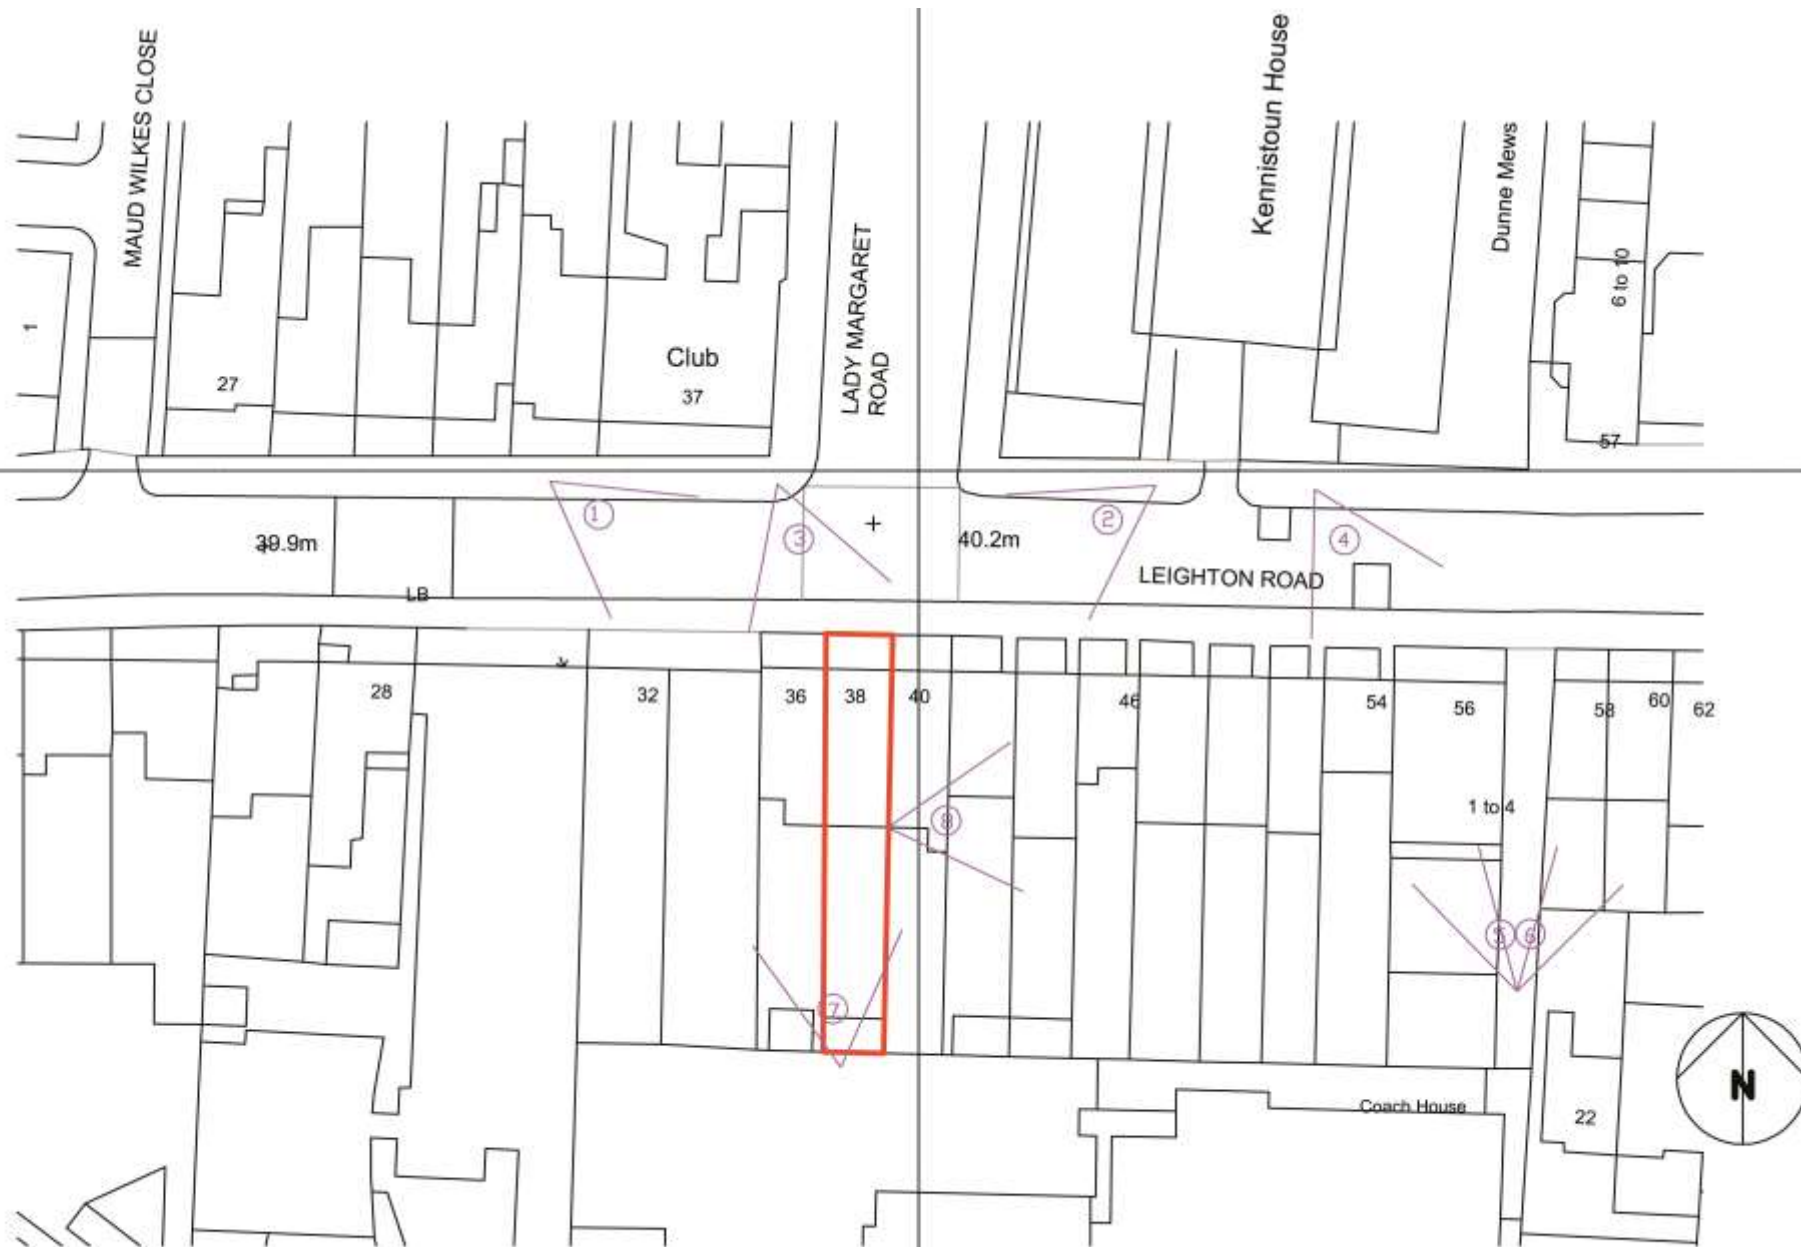 MAUD WILKES CLOSE
Kennistoun House
Dunne Mews
LADY MARGARET
ROAD
6 to 10
1
Club
27
37
57
1
2
3
4
39.9m
40.2m
LEIGHTON ROAD
LB
28
32
36
38
40
46
54
56
58
60
62
1 to 4
8
5
6
7
N
Coach House
22